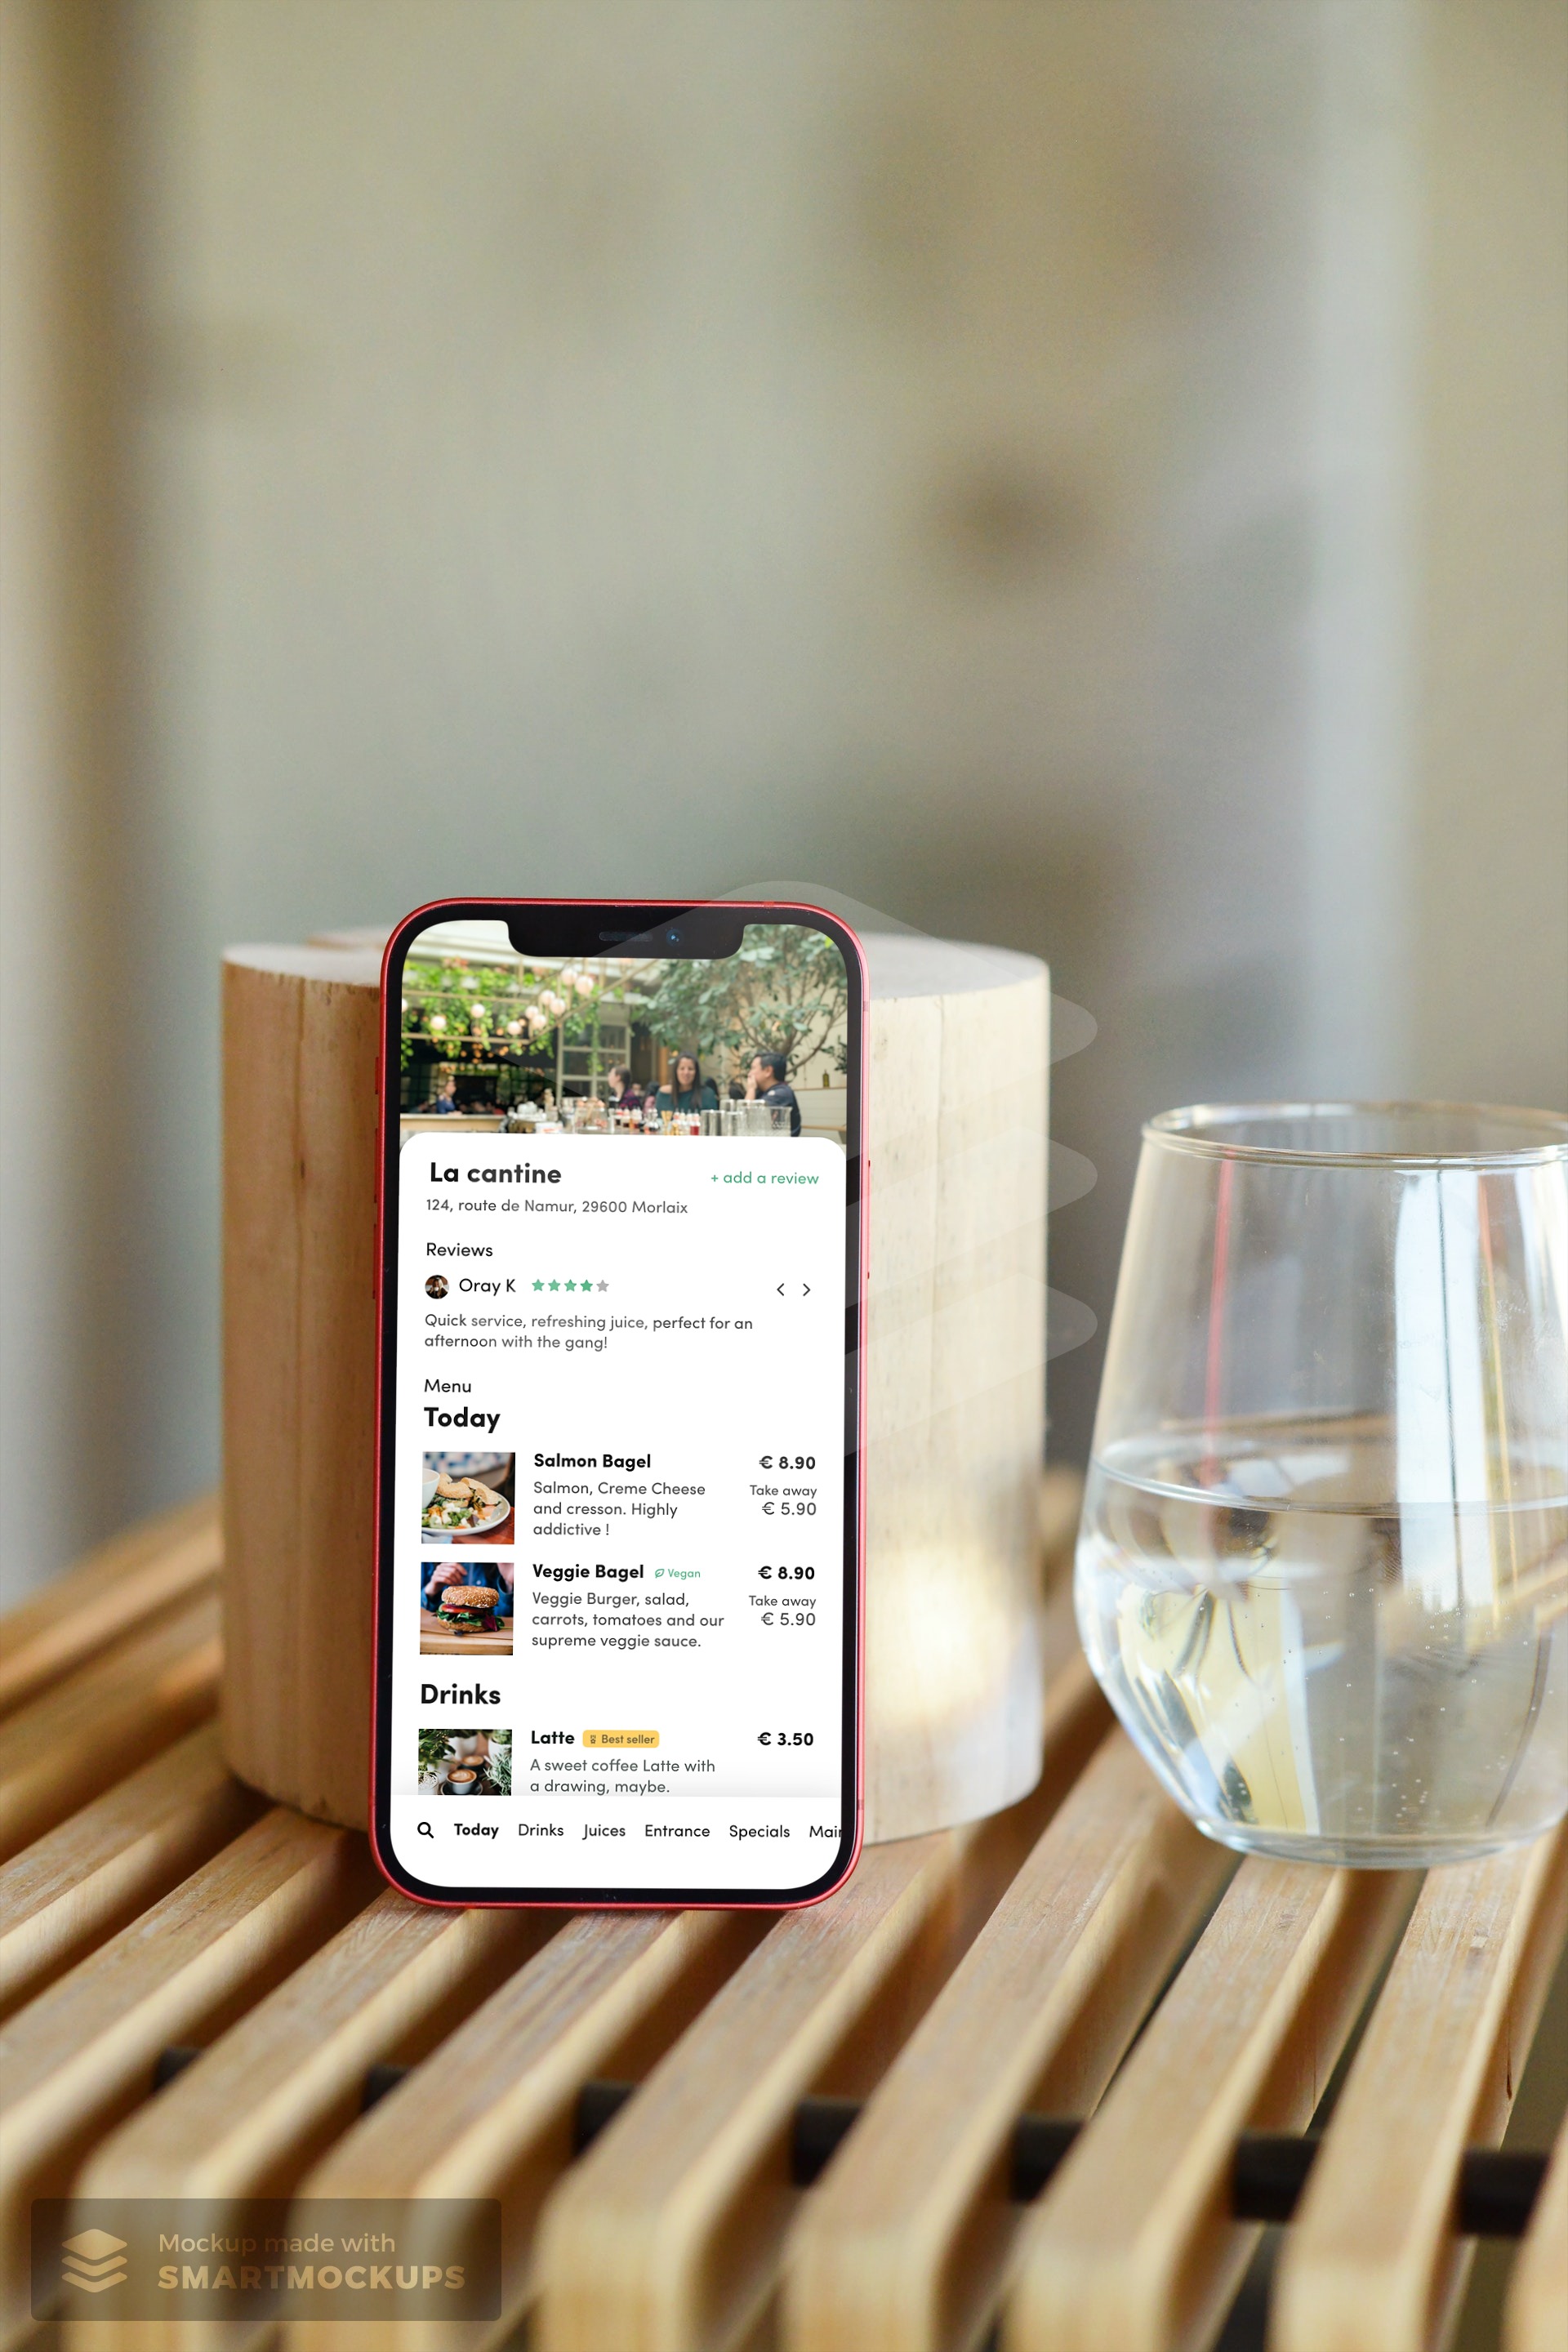 La cantine
+ add a review
124, route de Namur, 29600 Morlaix
Reviews
Oray K
Quick service, refreshing juice, perfect for an
afternoon with the gang!
Menu
Today
Salmon Bagel
€ 8.90
Salmon, Creme Cheese
and cresson. Highly
addictive !
Take away
€ 5.90
Veggie Bagel
Vegan
€ 8.90
Veggie Burger, salad,
carrots, tomatoes and our
supreme veggie sauce.
Take away
€ 5.90
Drinks
Latte
Best seller
€ 3.50
A sweet coffee Latte with
a drawing, maybe.
Today Drinks Juices Entrance Specials
Mockup made with
SMARTMOCKUPS